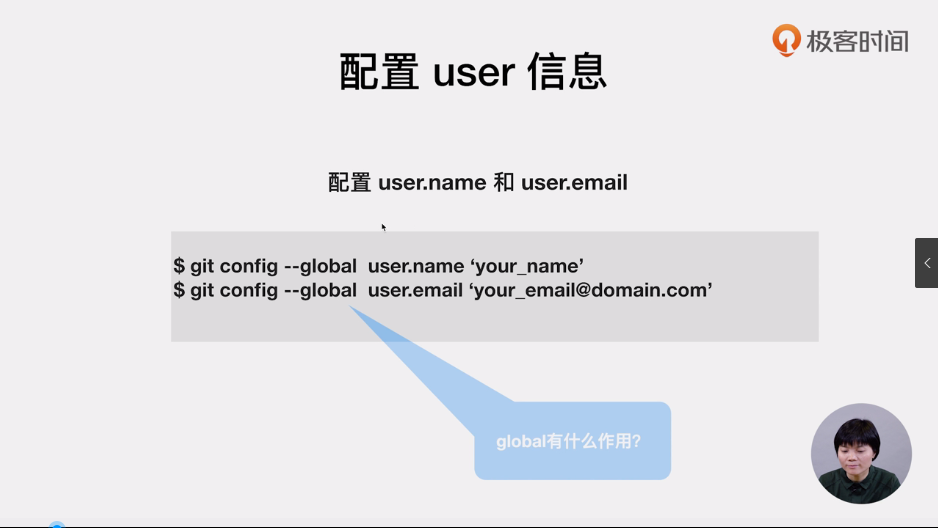 极客时间
配置 user 信息
配置 user.name 和 user.email
$ git config --global  user.name ‘your_name’
$ git config --global  user.email ‘your_email@domain.com’
global有什么作用?